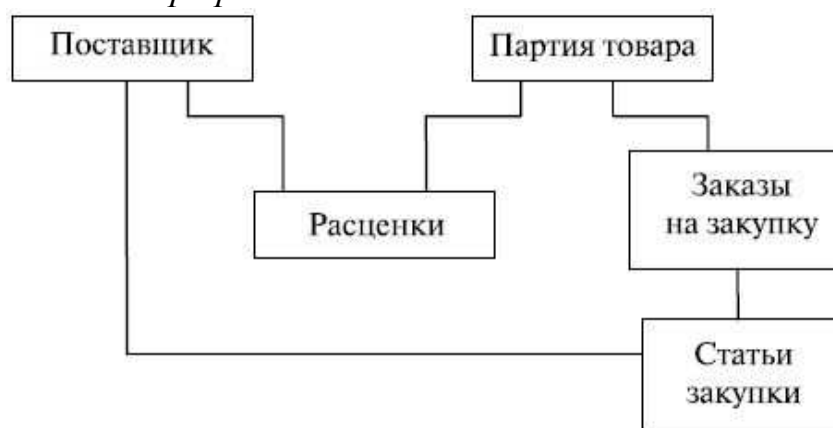 Поставщик
Партия товара
Расценки
Заказы
на закупку
Статьи
закупки